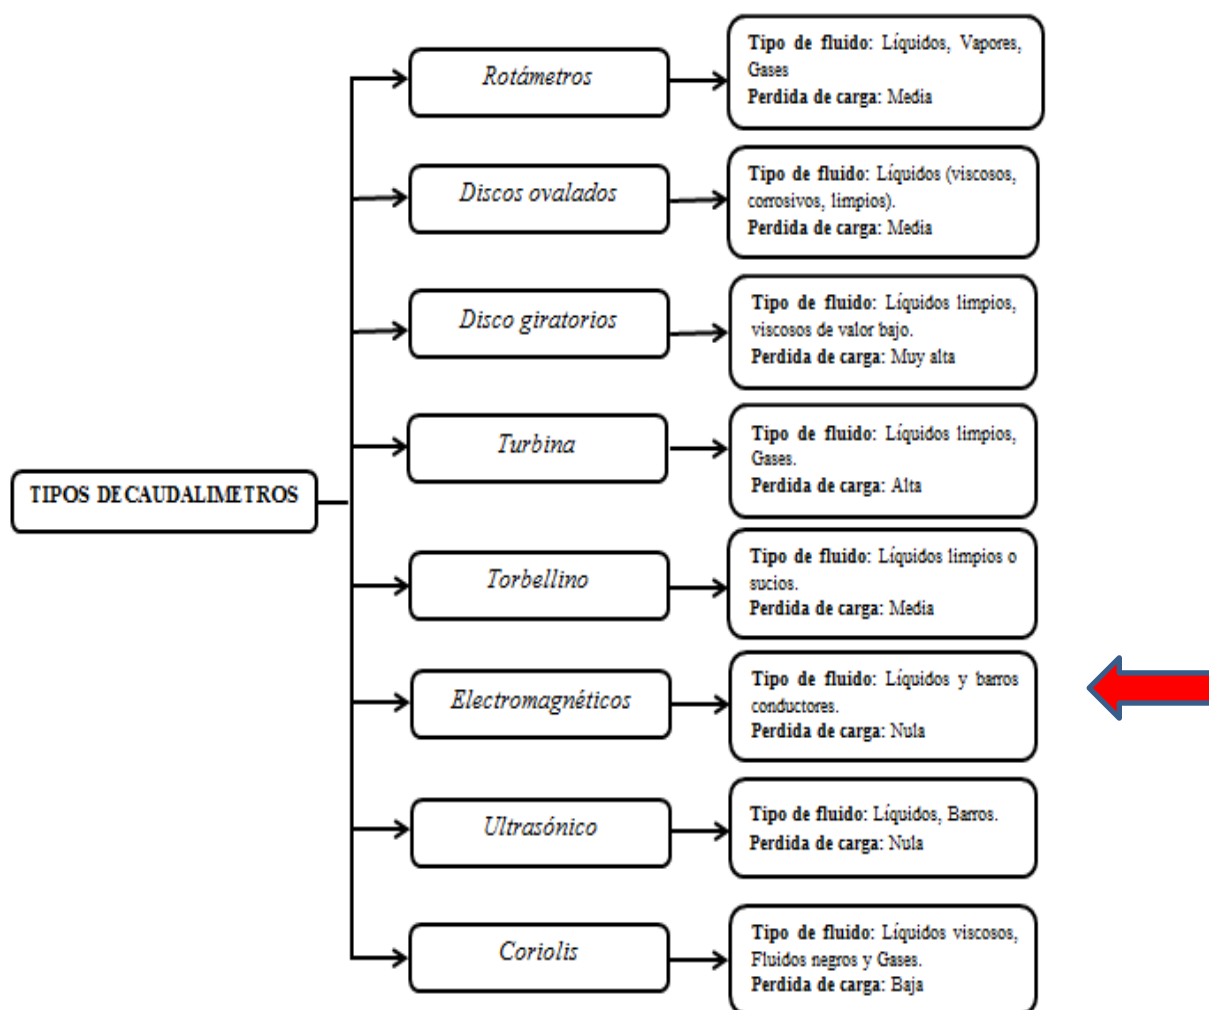 TIPOS DE CAUDALIMETROS
Rotámetros
Tipo de fluido: Líquidos, Vapores,
Gases
Perdida de carga: Media
Discos ovalados
Tipo de fluido: Líquidos (viscosos,
corrosivos, limpios).
Perdida de carga: Media
Disco giratorios
Tipo de fluido: Líquidos limpios,
viscosos de valor bajo.
Perdida de carga: Muy alta
Turbina
Tipo de fluido: Líquidos limpios,
Gases.
Perdida de carga: Alta
Torbellino
Tipo de fluido: Líquidos limpios o
sucios.
Perdida de carga: Media
Electromagnéticos
Tipo de fluido: Líquidos y barros
conductores.
Perdida de carga: Nula
Ultrasónico
Tipo de fluido: Líquidos, Barros.
Perdida de carga: Nula
Coriolis
Tipo de fluido: Líquidos viscosos,
Fluidos negros y Gases.
Perdida de carga: Baja